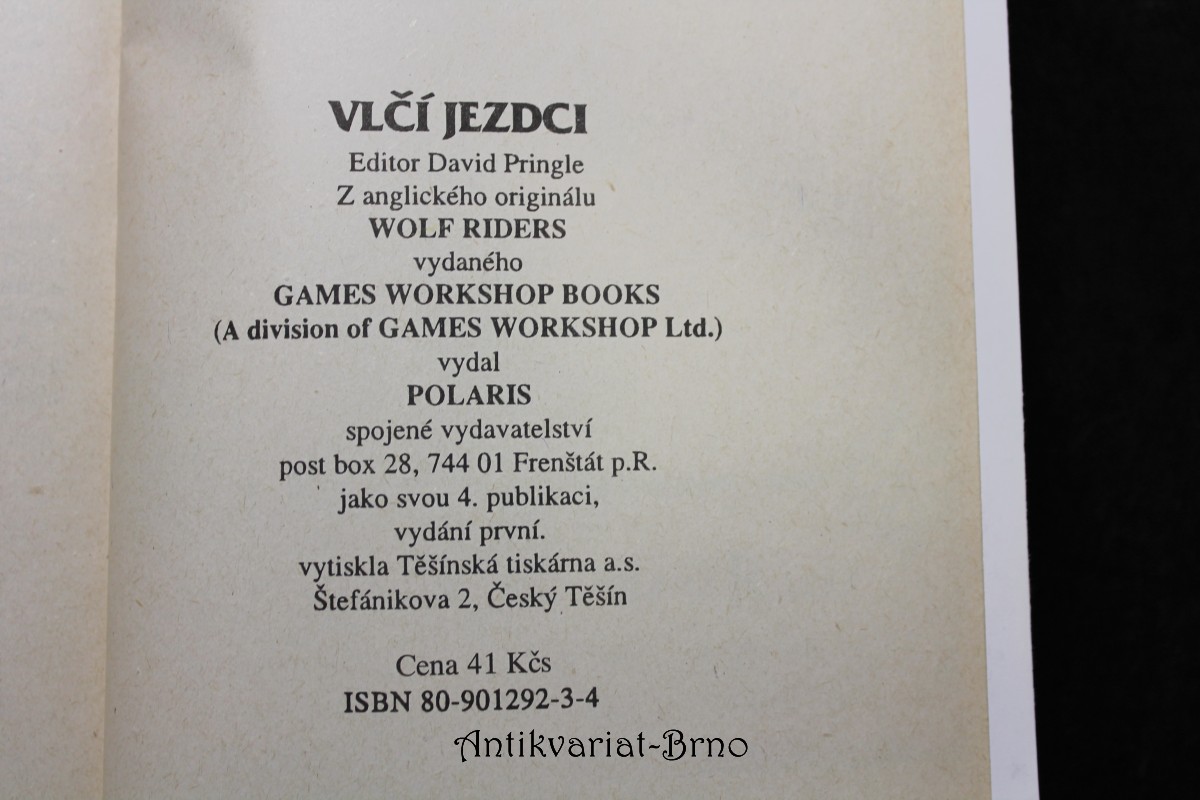 VLČÍ JEZDCI
Editor David Pringle
Z anglického originálu
WOLF RIDERS
vydaného
GAMES WORKSHOP BOOKS
(A division of GAMES WORKSHOP Ltd.)
vydal
POLARIS
spojené vydavatelství
post box 28, 744 01 Frenštát p.R.
jako svou 4. publikaci,
vydání první.
vytiskla Těšínská tiskárna a.s.
Štefánikova 2, Český Těšín
Cena 41 Kčs
ISBN 80-901292-3-4
Antikvariat-Brno